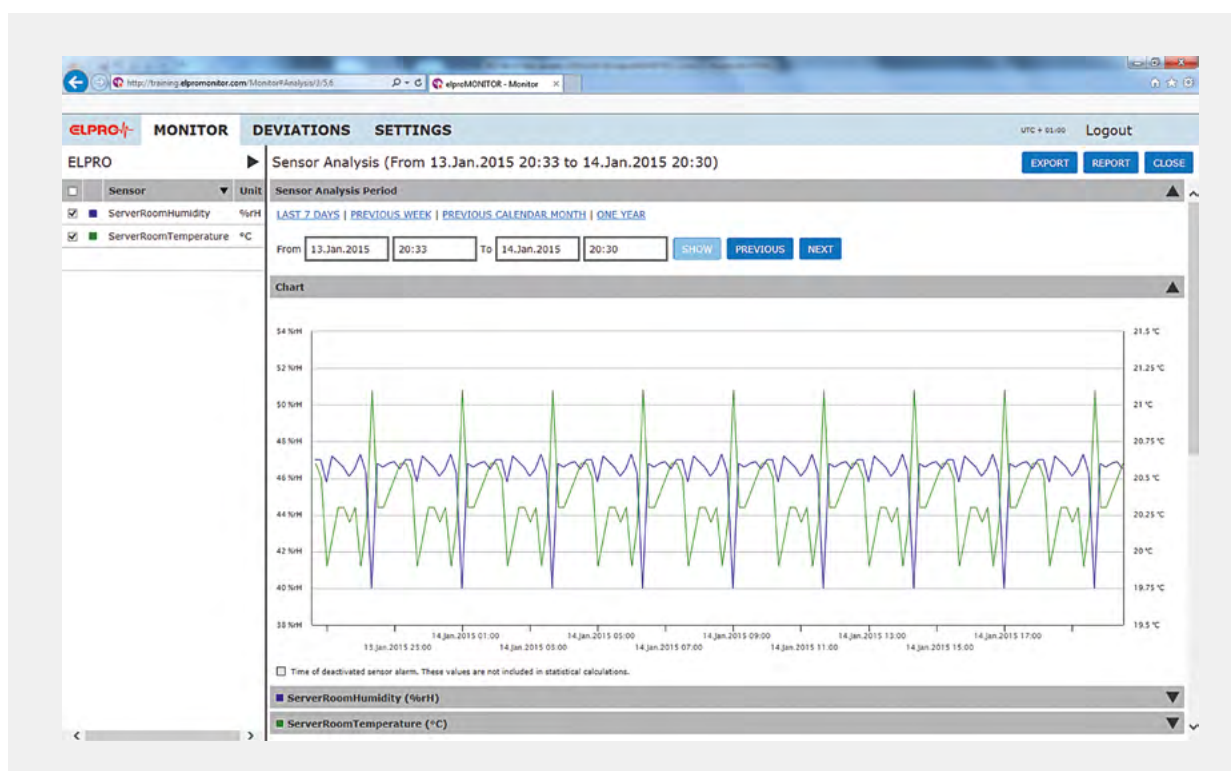 http://training.elpromonitor.com/Monitor#Analysis/3/5,6
elproMONITOR - Monitor
ELPRO
MONITOR DEVIATIONS SETTINGS
UTC + 01:00 Logout
ELPRO
Sensor Analysis (From 13.Jan.2015 20:33 to 14.Jan.2015 20:30)
EXPORT REPORT CLOSE
Sensor Unit
ServerRoomHumidity %rH
ServerRoomTemperature °C
Sensor Analysis Period
LAST 7 DAYS | PREVIOUS WEEK | PREVIOUS CALENDAR MONTH | ONE YEAR
From 13.Jan.2015 20:33 To 14.Jan.2015 20:30 SHOW PREVIOUS NEXT
Chart
54 %rH 21.5 °C
52 %rH 21.25 °C
50 %rH 21 °C
48 %rH 20.75 °C
46 %rH 20.5 °C
44 %rH 20.25 °C
42 %rH 20 °C
40 %rH 19.75 °C
38 %rH 19.5 °C
14.Jan.2015 01:00 14.Jan.2015 05:00 14.Jan.2015 09:00 14.Jan.2015 13:00 14.Jan.2015 17:00
13.Jan.2015 23:00 14.Jan.2015 03:00 14.Jan.2015 07:00 14.Jan.2015 11:00 14.Jan.2015 15:00
Time of deactivated sensor alarm. These values are not included in statistical calculations.
ServerRoomHumidity (%rH)
ServerRoomTemperature (°C)